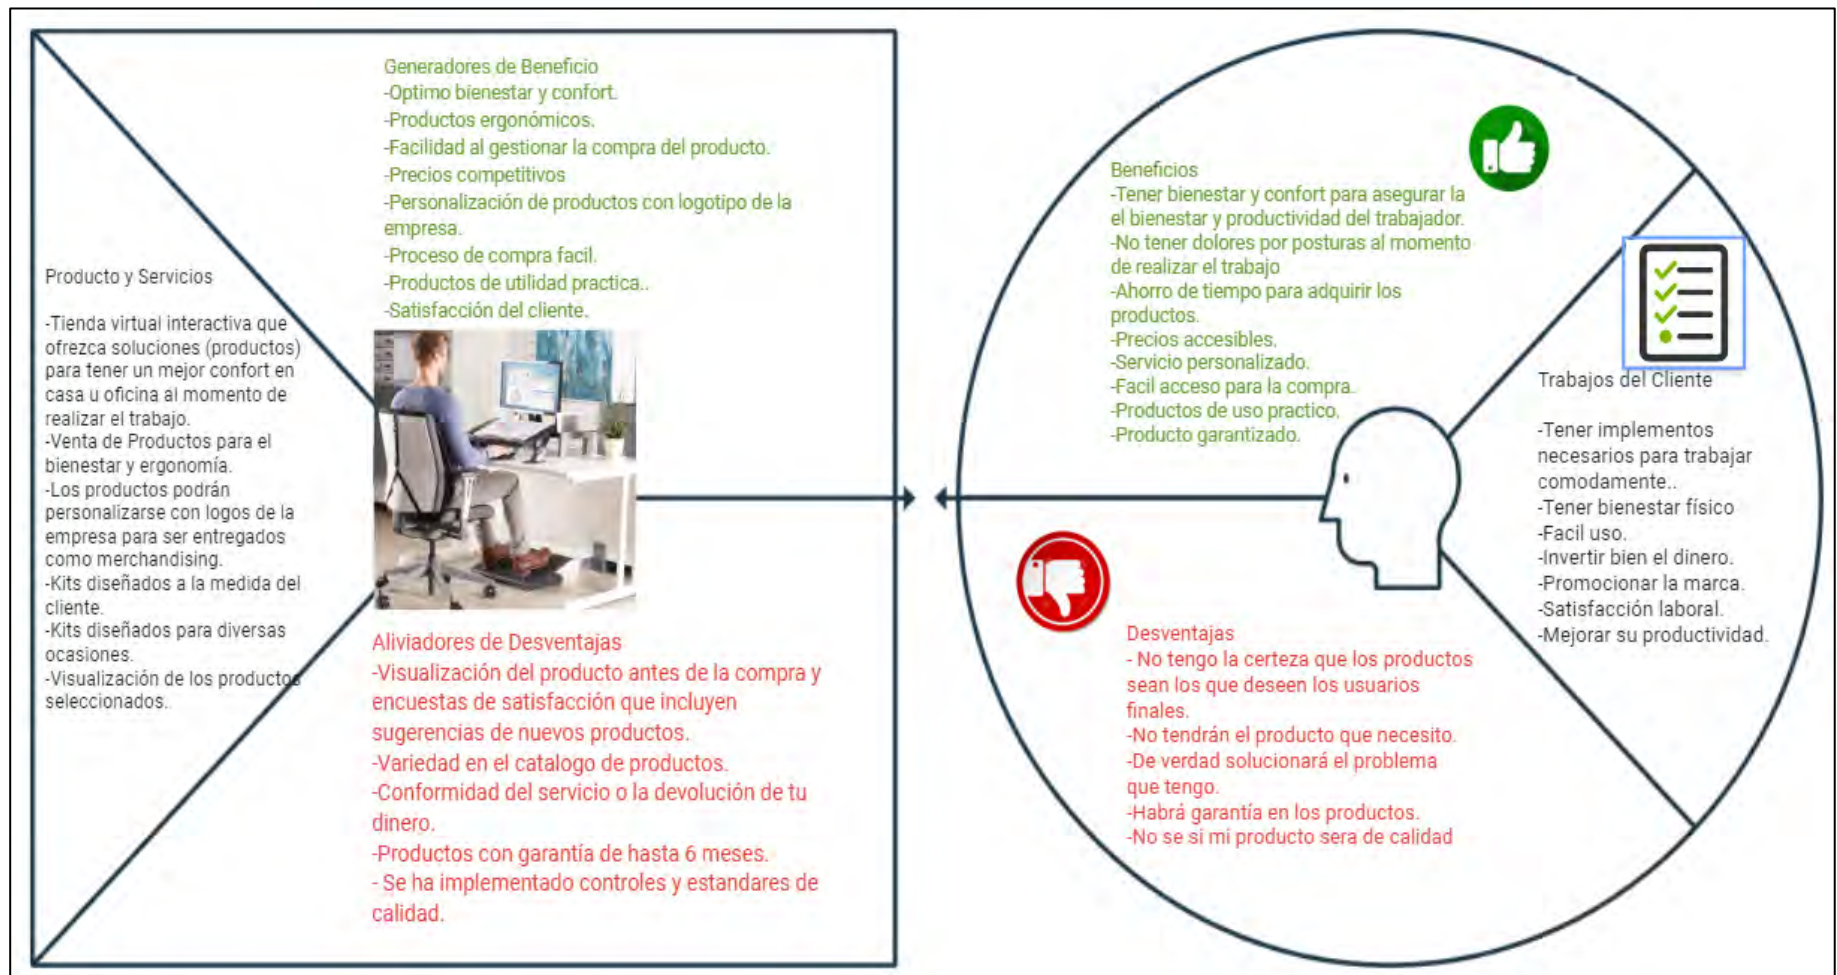 Producto y Servicios
-Tienda virtual interactiva que
ofrezca soluciones (productos)
para tener un mejor confort en
casa u oficina al momento de
realizar el trabajo.
-Venta de Productos para el
bienestar y ergonomía.
-Los productos podrán
personalizarse con logos de la
empresa para ser entregados
como merchandising.
-Kits diseñados a la medida del
cliente.
-Kits diseñados para diversas
ocasiones.
-Visualización de los productos
seleccionados.
Generadores de Beneficio
-Optimo bienestar y confort.
-Productos ergonómicos.
-Facilidad al gestionar la compra del producto.
-Precios competitivos
-Personalización de productos con logotipo de la
empresa.
-Proceso de compra facil.
-Productos de utilidad practica..
-Satisfacción del cliente.
Aliviadores de Desventajas
-Visualización del producto antes de la compra y
encuestas de satisfacción que incluyen
sugerencias de nuevos productos.
-Variedad en el catalogo de productos.
-Conformidad del servicio o la devolución de tu
dinero.
-Productos con garantía de hasta 6 meses.
- Se ha implementado controles y estandares de
calidad.
Beneficios
-Tener bienestar y confort para asegurar la
el bienestar y productividad del trabajador.
-No tener dolores por posturas al momento
de realizar el trabajo
-Ahorro de tiempo para adquirir los
productos.
-Precios accesibles.
-Servicio personalizado.
-Facil acceso para la compra.
-Productos de uso practico.
-Producto garantizado.
Desventajas
- No tengo la certeza que los productos
sean los que deseen los usuarios
finales.
-No tendrán el producto que necesito.
-De verdad solucionará el problema
que tengo.
-Habrá garantía en los productos.
-No se si mi producto sera de calidad
Trabajos del Cliente
-Tener implementos
necesarios para trabajar
comodamente..
-Tener bienestar físico
-Facil uso.
-Invertir bien el dinero.
-Promocionar la marca.
-Satisfacción laboral.
-Mejorar su productividad.